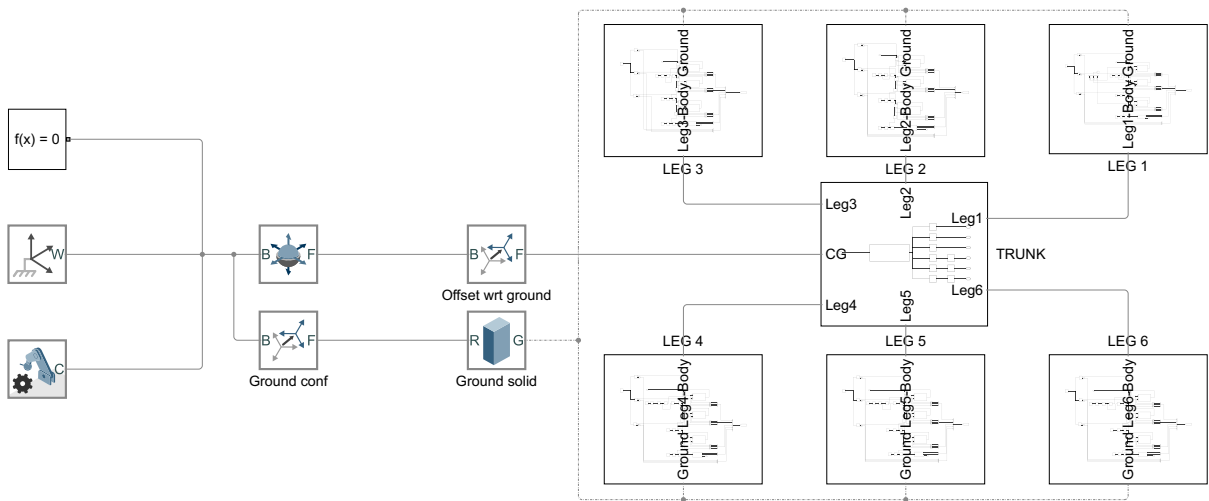 Leg3-Body Ground
Leg2-Body Ground
Leg1-Body Ground
LEG 3
LEG 2
LEG 1
f(x) = 0
W
C
B F
B F
Ground conf
B F
Offset wrt ground
R G
Ground solid
Leg3
Leg2
Leg1
CG
TRUNK
Leg4
Leg5
Leg6
LEG 4
LEG 5
LEG 6
Ground Leg4-Body
Ground Leg5-Body
Ground Leg6-Body